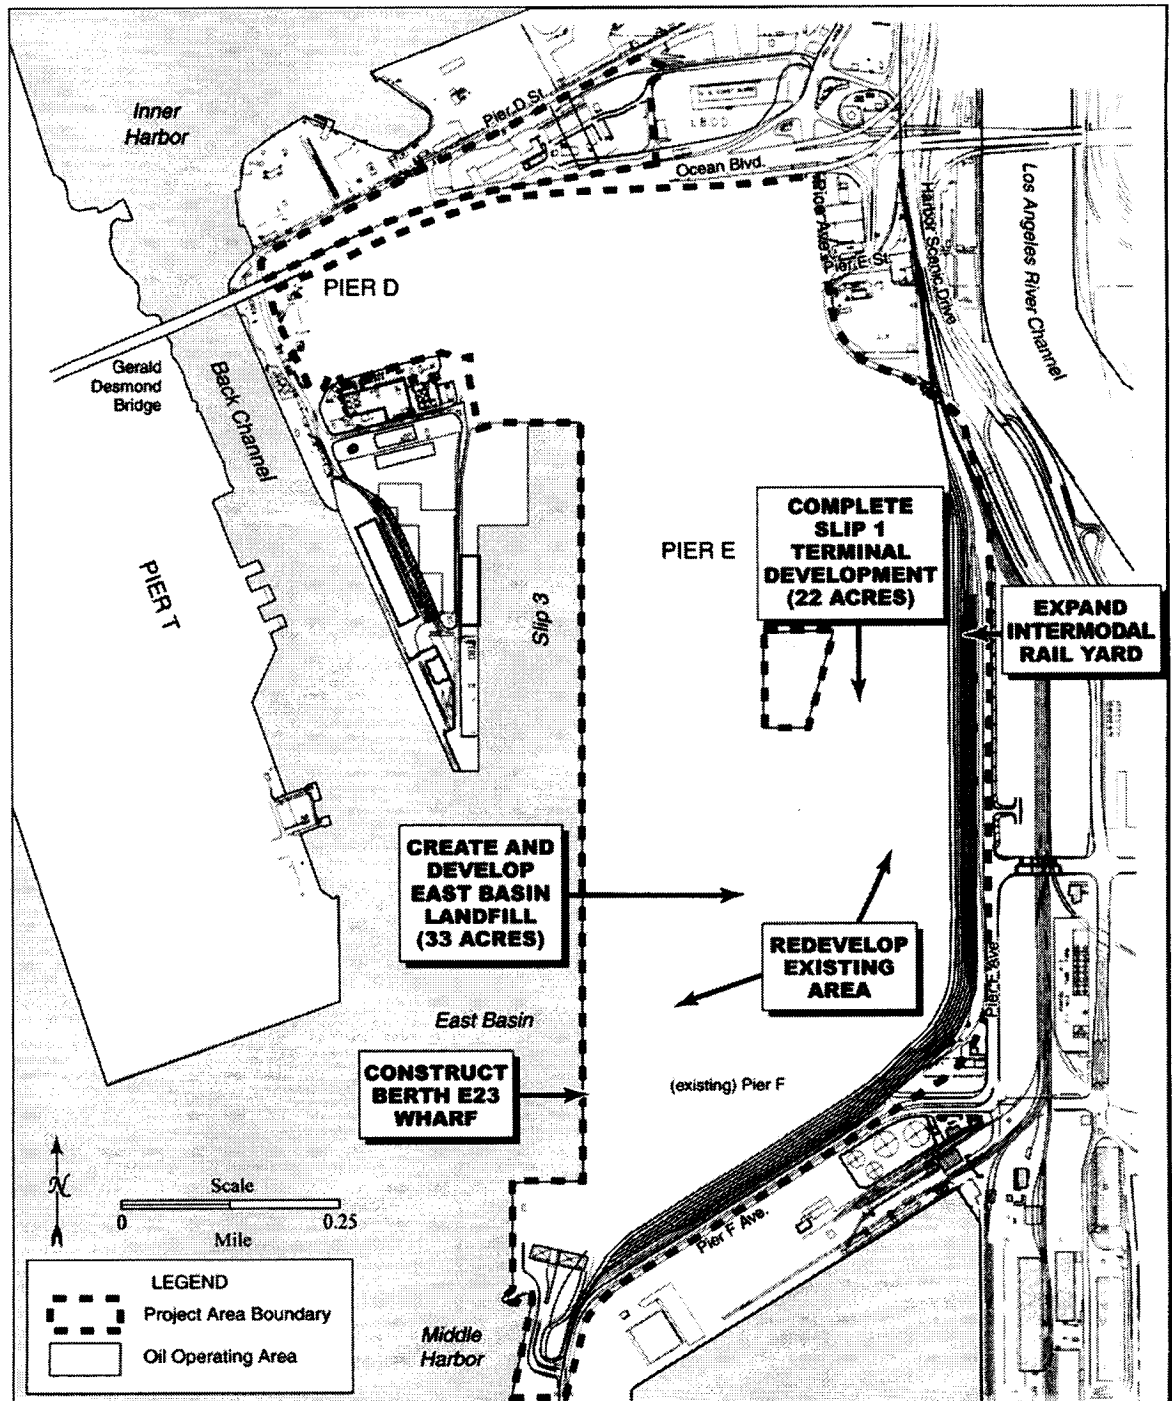 Inner
Harbor
Pier D St.
Ocean Blvd.
Harbor Scenic Drive
Los Angeles River Channel
Pico Ave.
Pier E St.
PIER D
Gerald
Desmond
Bridge
Back Channel
PIER T
Slip 3
PIER E
COMPLETE
SLIP 1
TERMINAL
DEVELOPMENT
(22 ACRES)
EXPAND
INTERMODAL
RAIL YARD
CREATE AND
DEVELOP
EAST BASIN
LANDFILL
(33 ACRES)
REDEVELOP
EXISTING
AREA
Pier F Ave.
East Basin
CONSTRUCT
BERTH E23
WHARF
(existing) Pier F
N
Scale
0 0.25
Mile
Pier F Ave.
LEGEND
Project Area Boundary
Oil Operating Area
Middle
Harbor